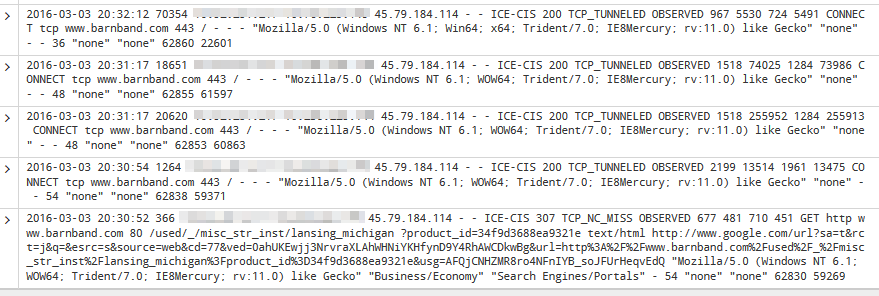 2016-03-03 20:32:12 70354 45.79.184.114 - - ICE-CIS 200 TCP_TUNNELED OBSERVED 967 5530 724 5491 CONNEC
T tcp www.barnband.com 443 / - - - "Mozilla/5.0 (Windows NT 6.1; Win64; x64; Trident/7.0; IE8Mercury; rv:11.0) like Gecko" "none"
- - 36 "none" "none" 62860 22601
2016-03-03 20:31:17 18651 45.79.184.114 - - ICE-CIS 200 TCP_TUNNELED OBSERVED 1518 74025 1284 73986 C
ONNECT tcp www.barnband.com 443 / - - - "Mozilla/5.0 (Windows NT 6.1; WOW64; Trident/7.0; IE8Mercury; rv:11.0) like Gecko" "none"
- - 48 "none" "none" 62855 61597
2016-03-03 20:31:17 20620 45.79.184.114 - - ICE-CIS 200 TCP_TUNNELED OBSERVED 1518 255952 1284 255913
CONNECT tcp www.barnband.com 443 / - - - "Mozilla/5.0 (Windows NT 6.1; WOW64; Trident/7.0; IE8Mercury; rv:11.0) like Gecko" "none
" - - 48 "none" "none" 62853 60863
2016-03-03 20:30:54 1264 45.79.184.114 - - ICE-CIS 200 TCP_TUNNELED OBSERVED 2199 13514 1961 13475 CO
NNECT tcp www.barnband.com 443 / - - - "Mozilla/5.0 (Windows NT 6.1; WOW64; Trident/7.0; IE8Mercury; rv:11.0) like Gecko" "none" -
- 54 "none" "none" 62838 59371
2016-03-03 20:30:52 366 45.79.184.114 - - ICE-CIS 307 TCP_NC_MISS OBSERVED 677 481 710 451 GET http w
ww.barnband.com 80 /used/_/misc_str_inst/lansing_michigan ?product_id=34f9d3688ea9321e text/html http://www.google.com/url?sa=t&rc
t=j&q=&esrc=s&source=web&cd=77&ved=0ahUKEwjj3NrvraXLAhWHNiYKHfynD9Y4RhAWCDkwBg&url=http%3A%2F%2Fwww.barnband.com%2Fused%2F_%2Fmisc
_str_inst%2Flansing_michigan%3Fproduct_id%3D34f9d3688ea9321e&usg=AFQjCNHZMR8ro4NFnIYB_soJFUrHeqvEdQ "Mozilla/5.0 (Windows NT 6.1;
WOW64; Trident/7.0; IE8Mercury; rv:11.0) like Gecko" "Business/Economy" "Search Engines/Portals" - 54 "none" "none" 62830 59269